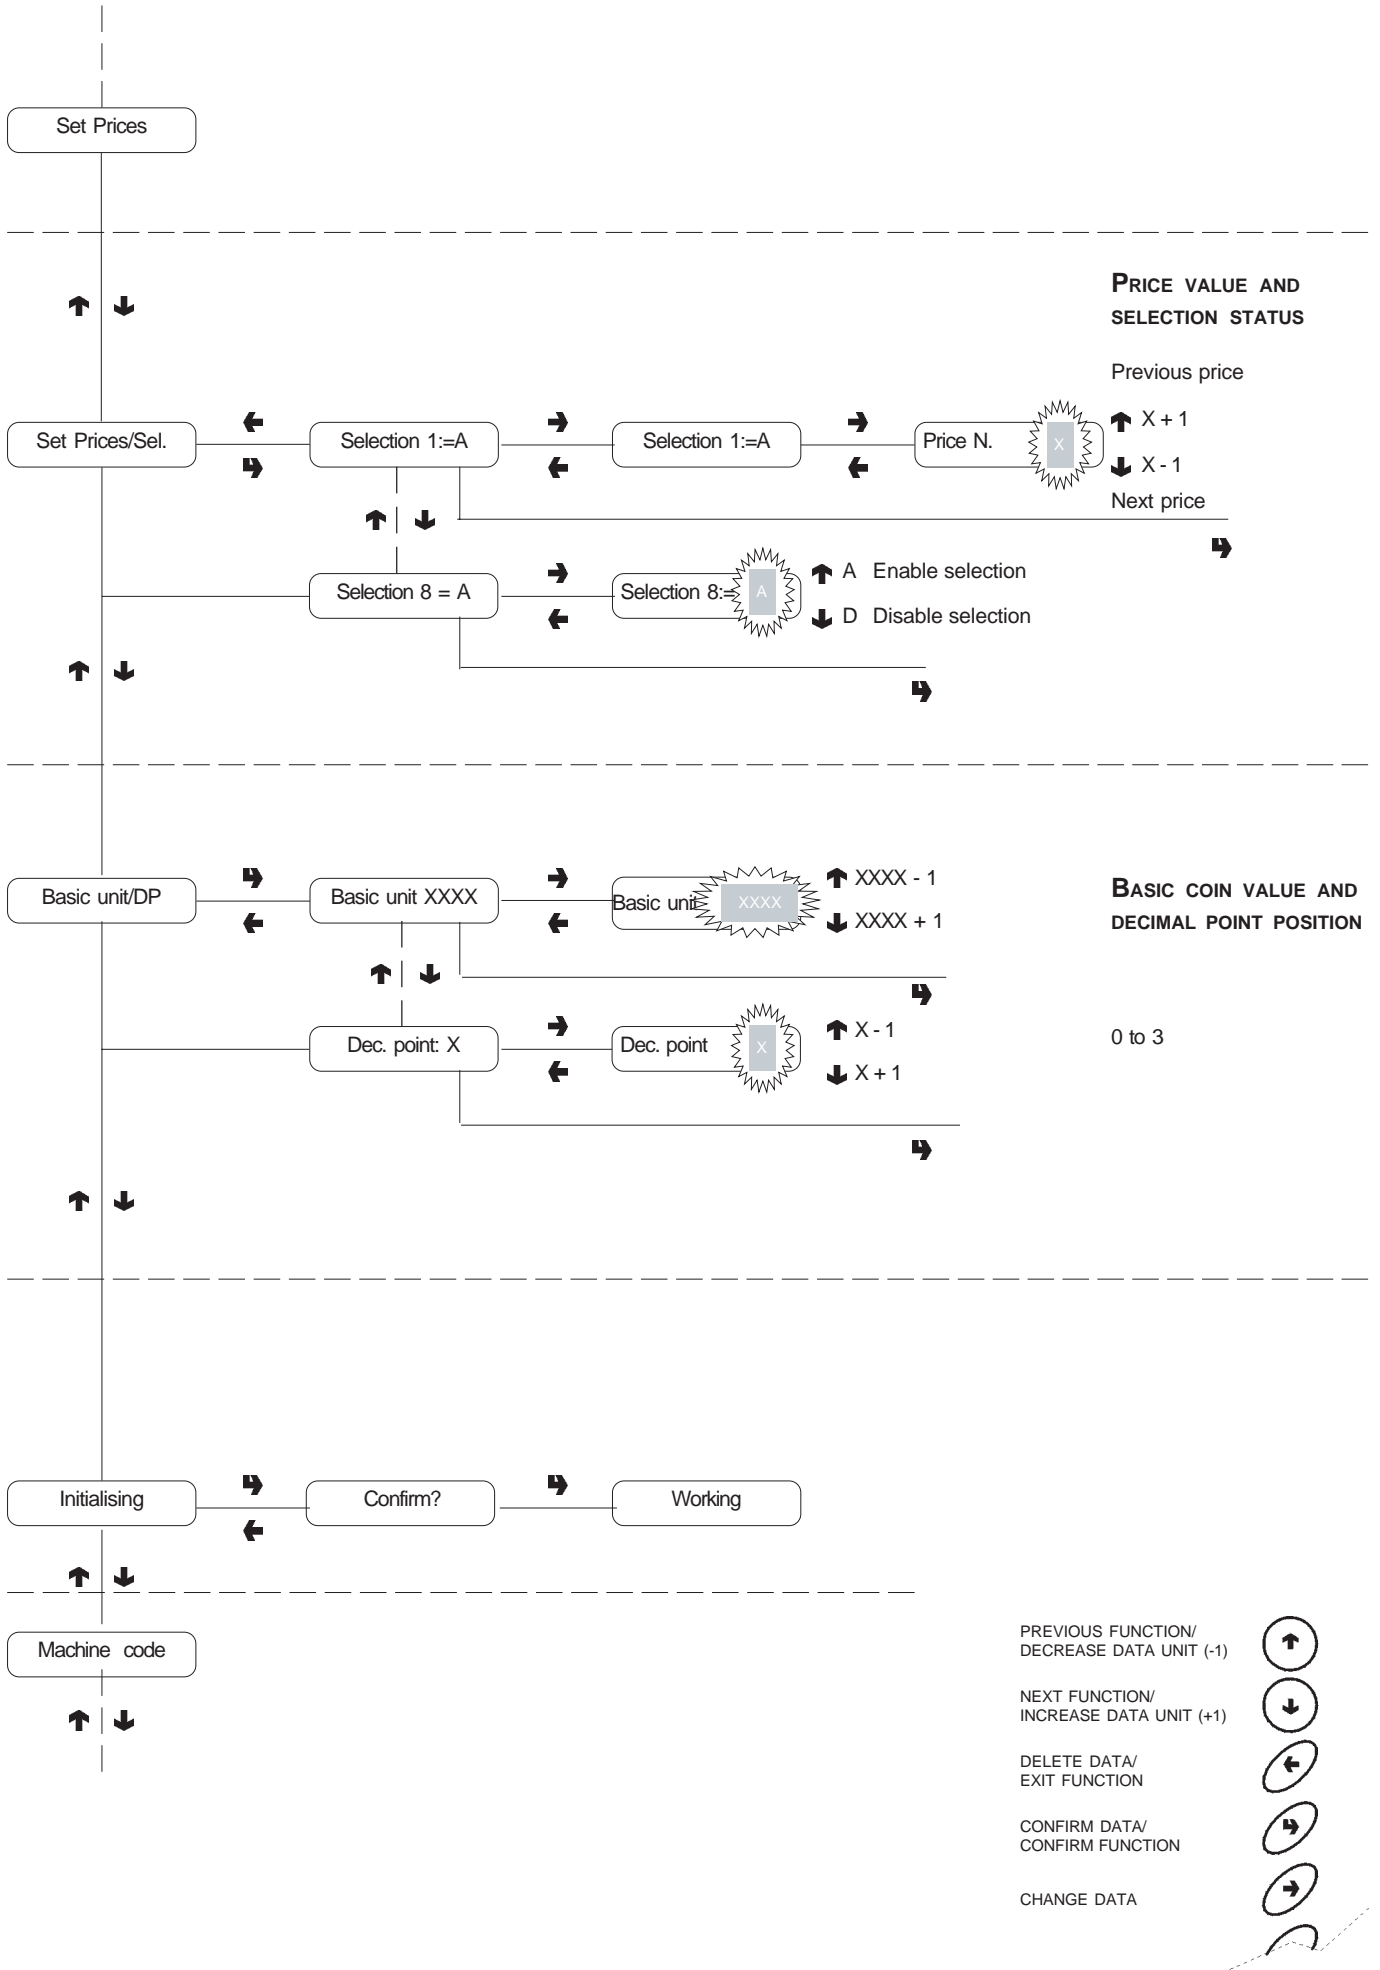 Set Prices
PRICE VALUE AND
SELECTION STATUS
Previous price
Set Prices/Sel.
Selection 1:=A
Selection 1:=A
Price N.
X
X + 1
X - 1
Next price
Selection 8 = A
Selection 8:=
A
A Enable selection
D Disable selection
Basic unit/DP
Basic unit XXXX
Basic unit
XXXX
XXXX - 1
XXXX + 1
BASIC COIN VALUE AND
DECIMAL POINT POSITION
Dec. point: X
Dec. point
X
X - 1
X + 1
0 to 3
Initialising
Confirm?
Working
Machine code
PREVIOUS FUNCTION/
DECREASE DATA UNIT (-1)
NEXT FUNCTION/
INCREASE DATA UNIT (+1)
DELETE DATA/
EXIT FUNCTION
CONFIRM DATA/
CONFIRM FUNCTION
CHANGE DATA